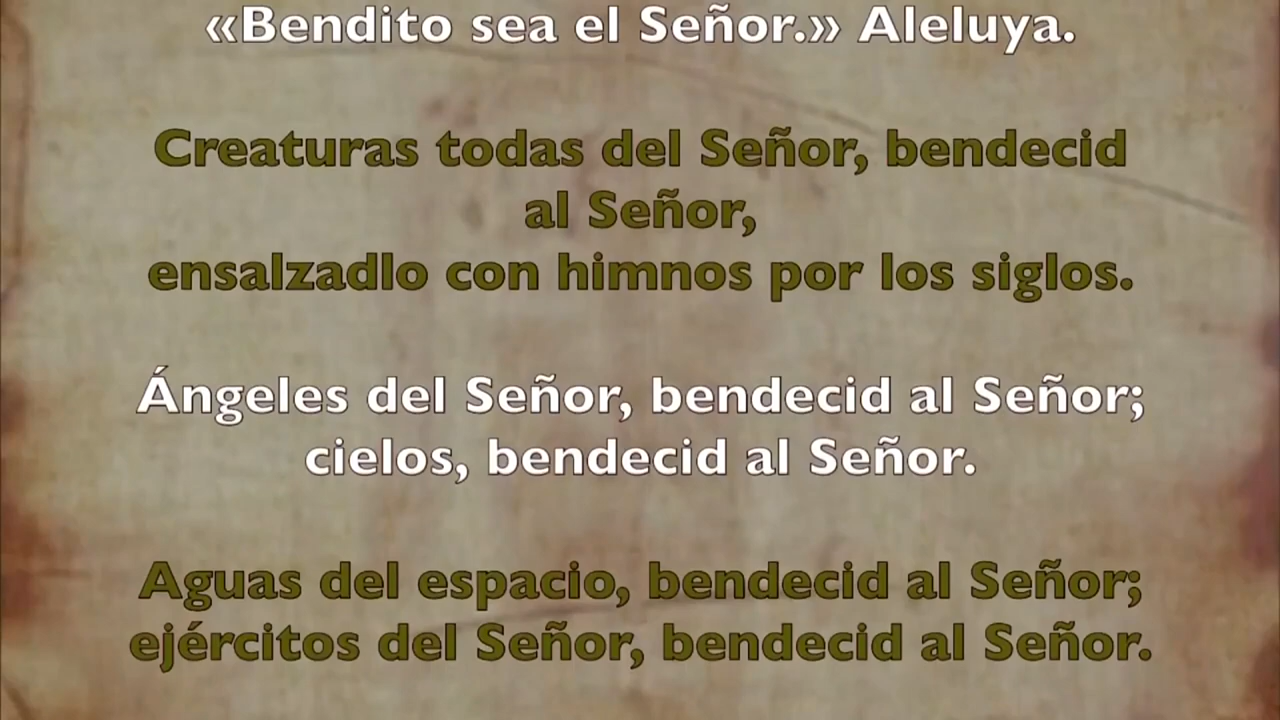 «Bendito sea el Señor.» Aleluya.
Creaturas todas del Señor, bendecid
al Señor,
ensalzadlo con himnos por los siglos.
Ángeles del Señor, bendecid al Señor;
cielos, bendecid al Señor.
Aguas del espacio, bendecid al Señor;
ejércitos del Señor, bendecid al Señor.